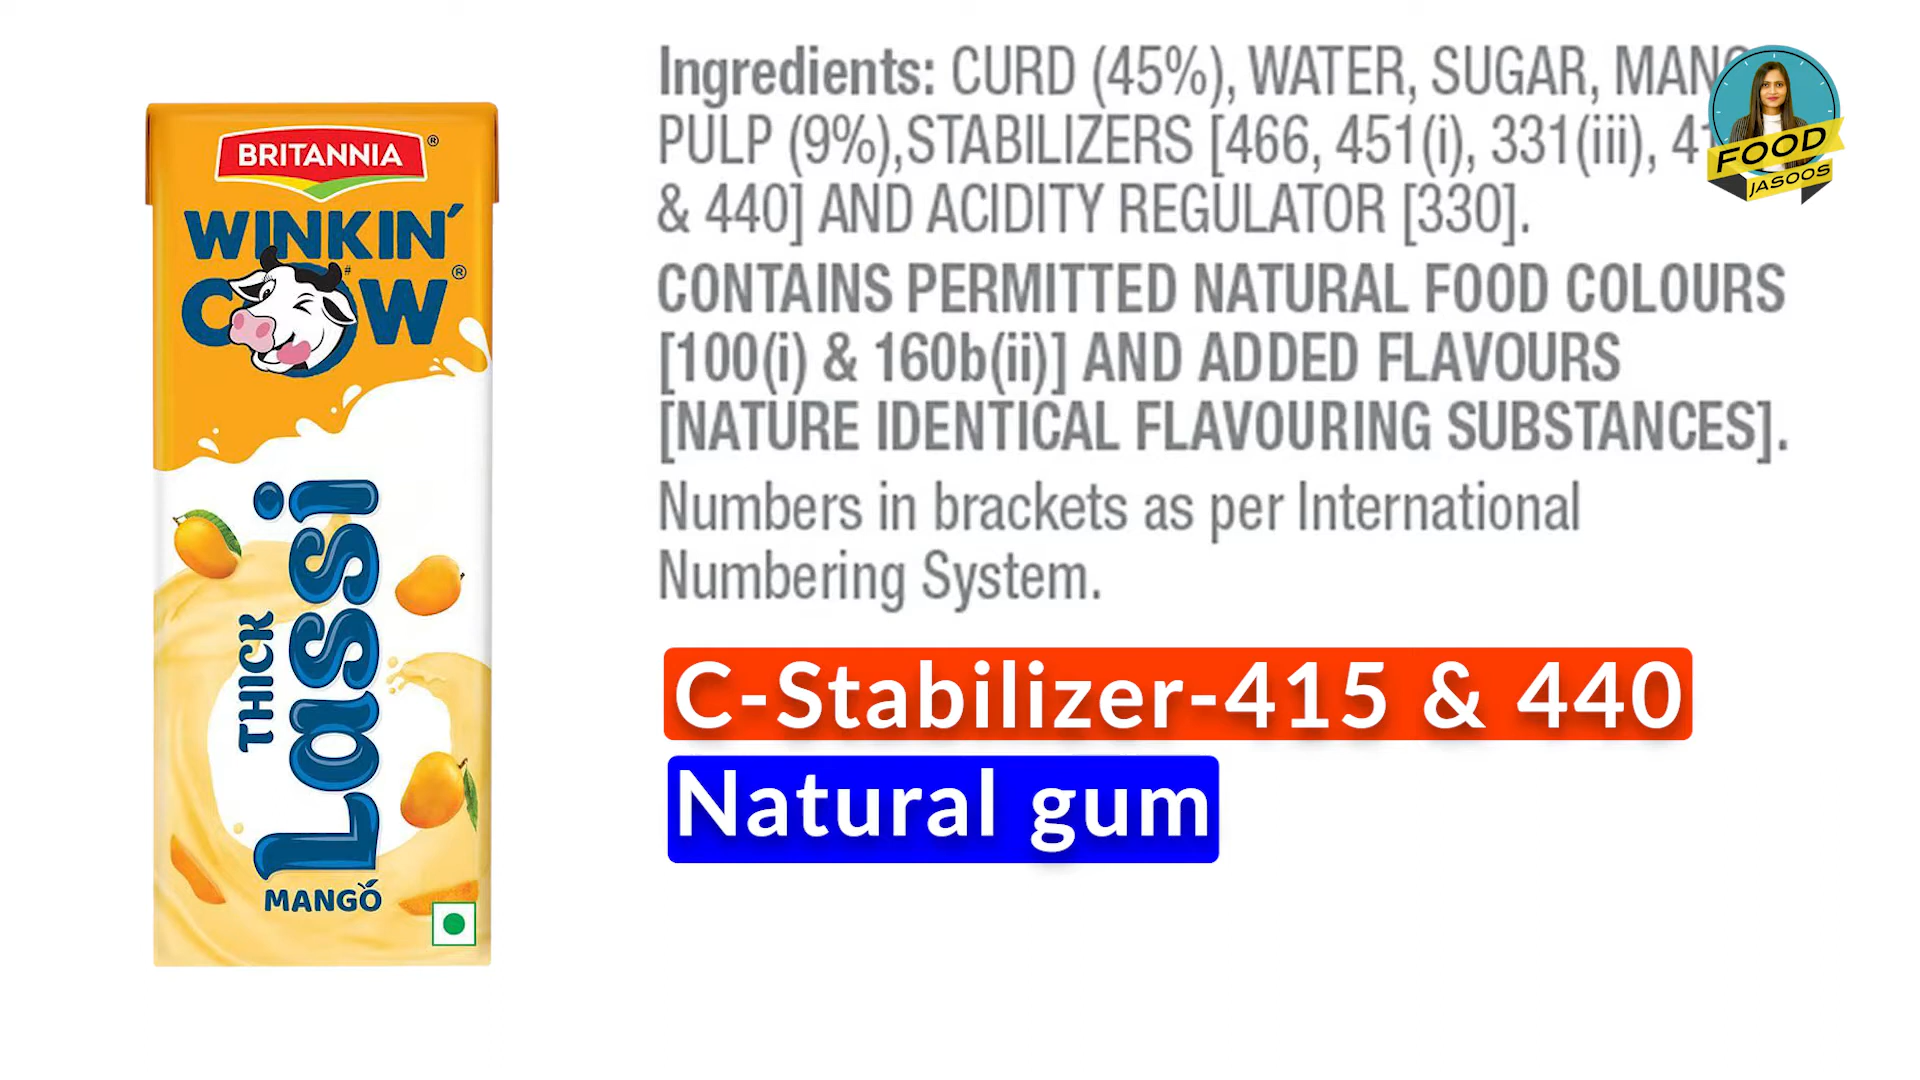 BRITANNIA
®
WINKIN'
COW
#
®
THICK
Lassi
MANGO
Ingredients: CURD (45%), WATER, SUGAR,
PULP (9%),STABILIZERS [466, 451(i), 331(iii),
& 440] AND ACIDITY REGULATOR [330].
CONTAINS PERMITTED NATURAL FOOD COLOURS
[100(i) & 160b(ii)] AND ADDED FLAVOURS
[NATURE IDENTICAL FLAVOURING SUBSTANCES].
Numbers in brackets as per International
Numbering System.
FOOD
JASOOS
C-Stabilizer-415 & 440
Natural gum